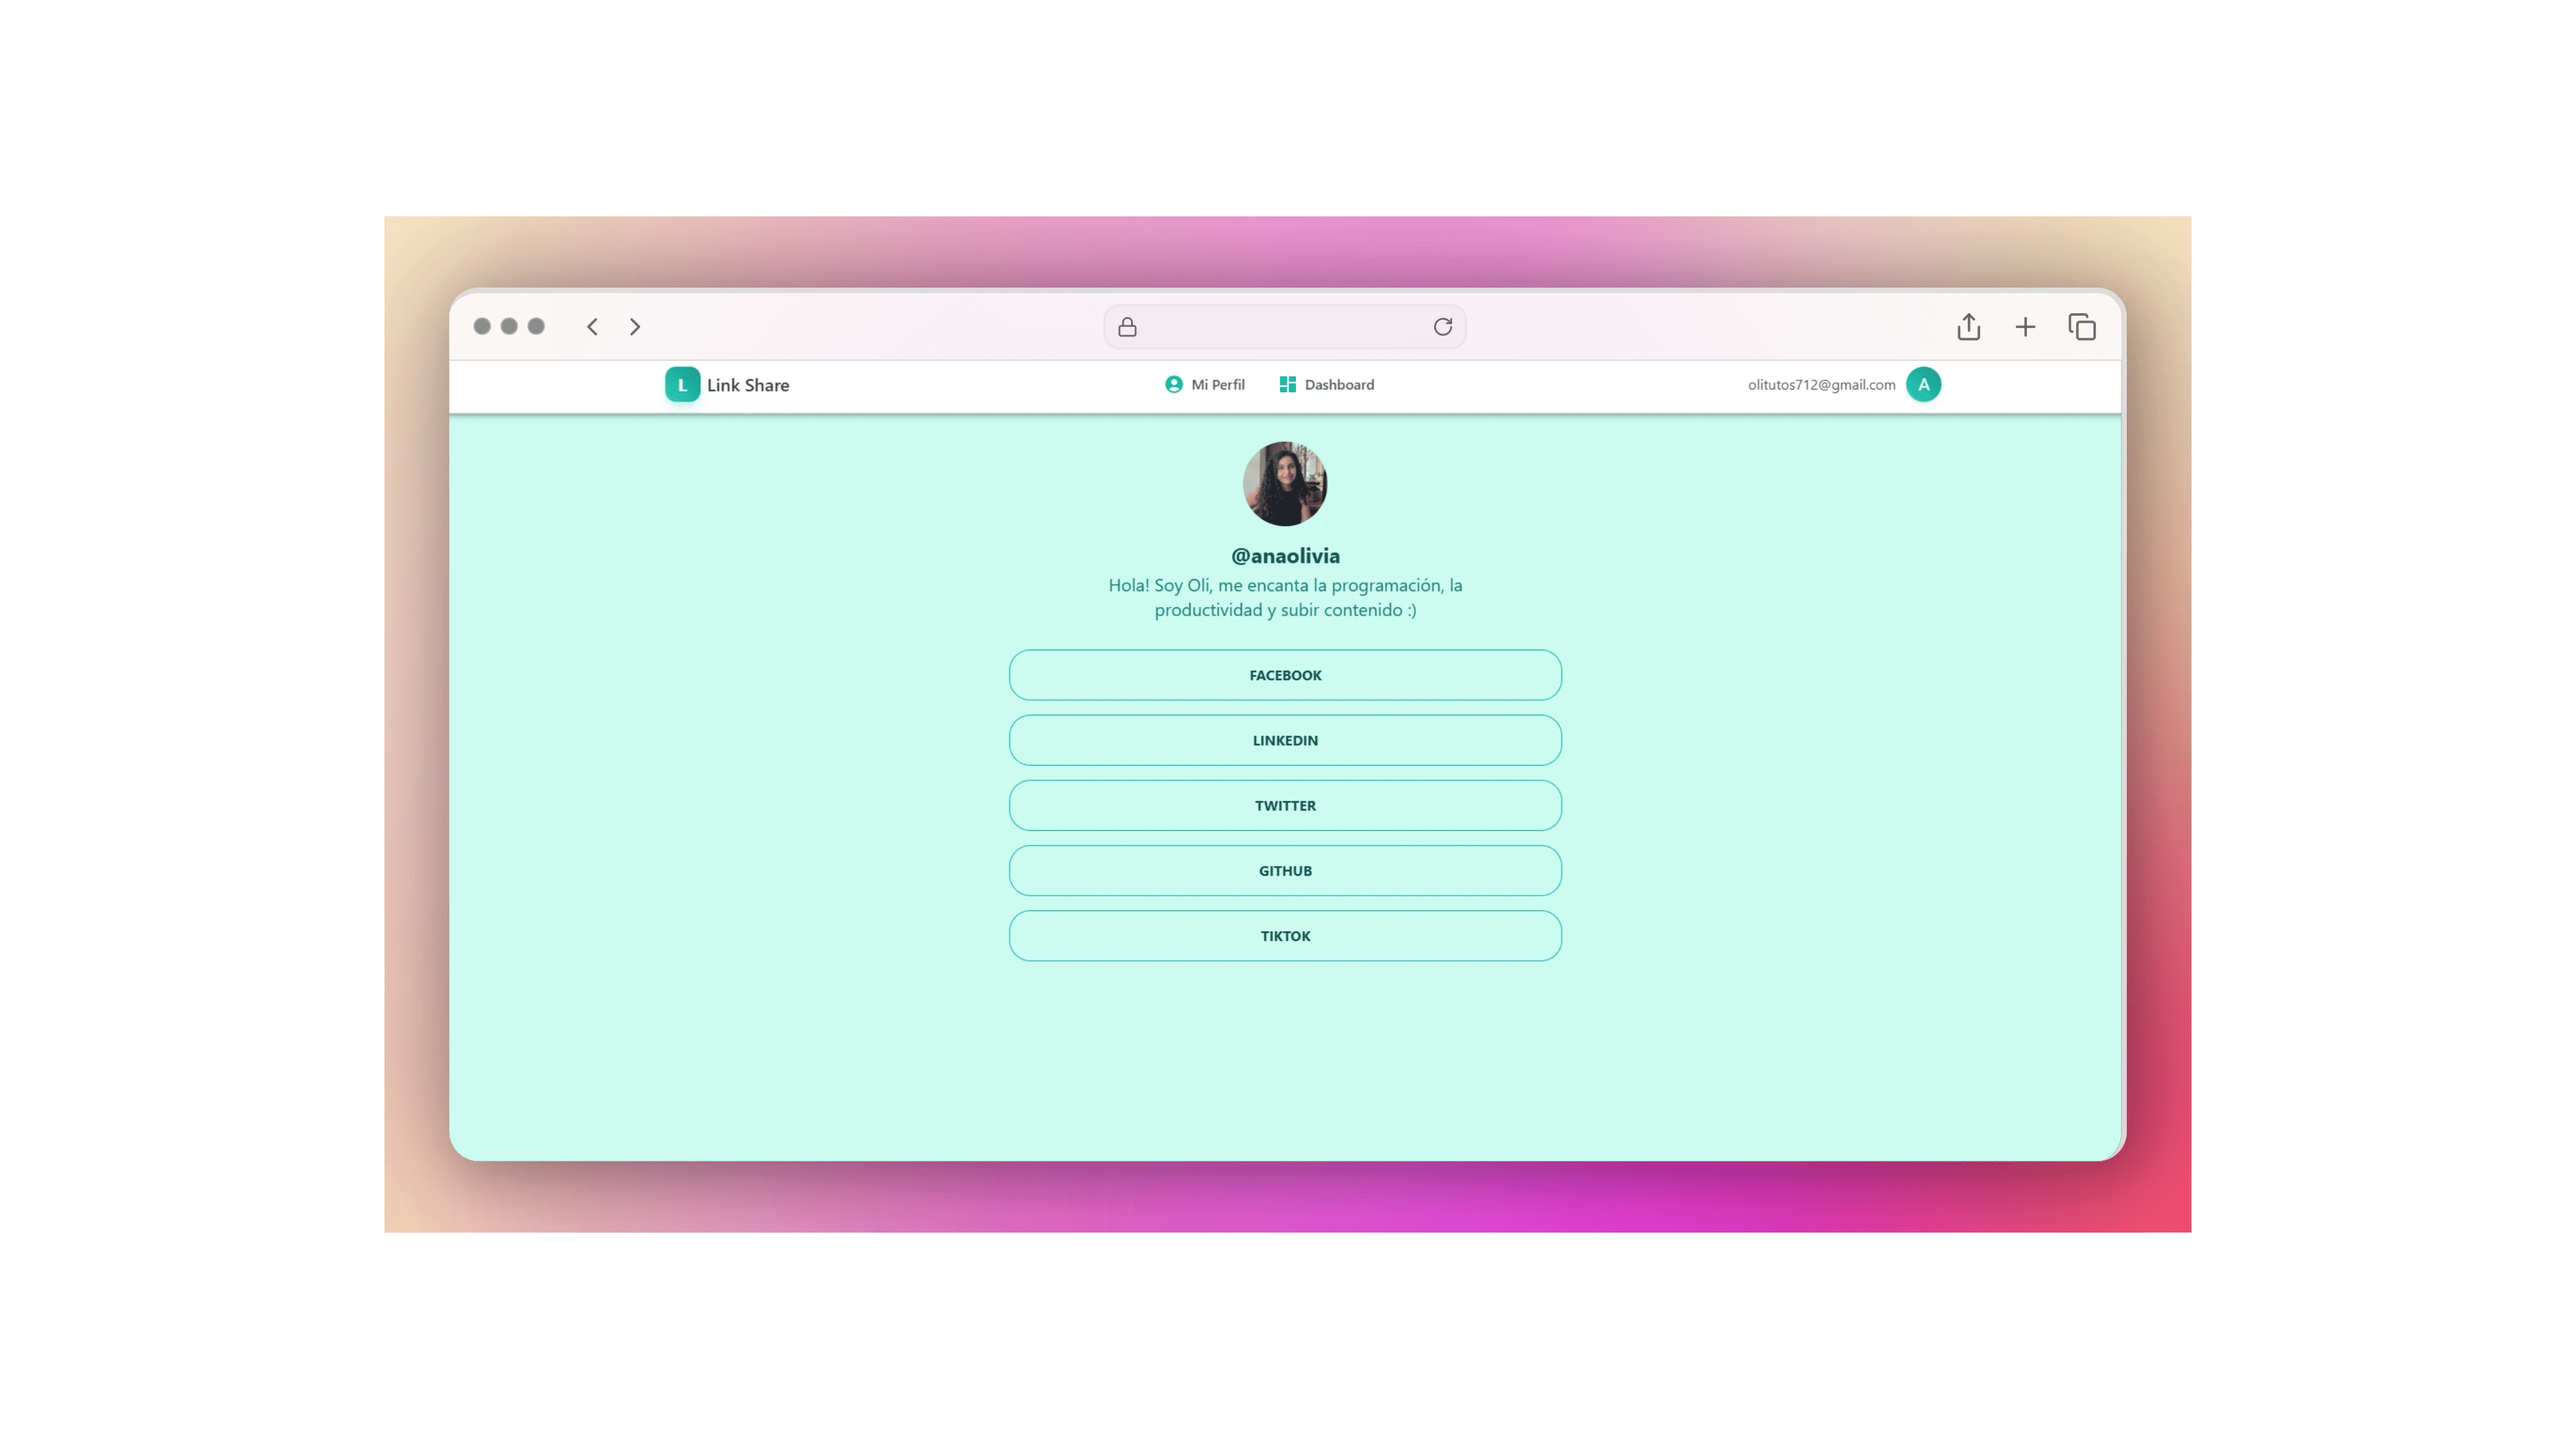 L Link Share
Mi Perfil
Dashboard
olitutos712@gmail.com
A
@anaolivia
Hola! Soy Oli, me encanta la programación, la
productividad y subir contenido :)
FACEBOOK
LINKEDIN
TWITTER
GITHUB
TIKTOK